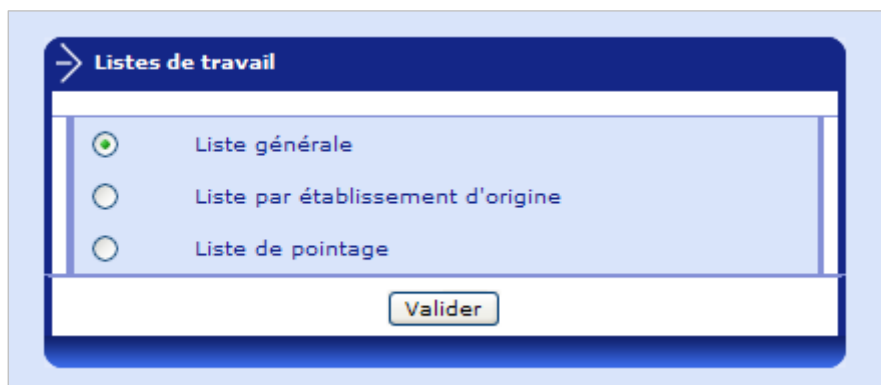 Listes de travail
Liste générale
Liste par établissement d'origine
Liste de pointage
Valider